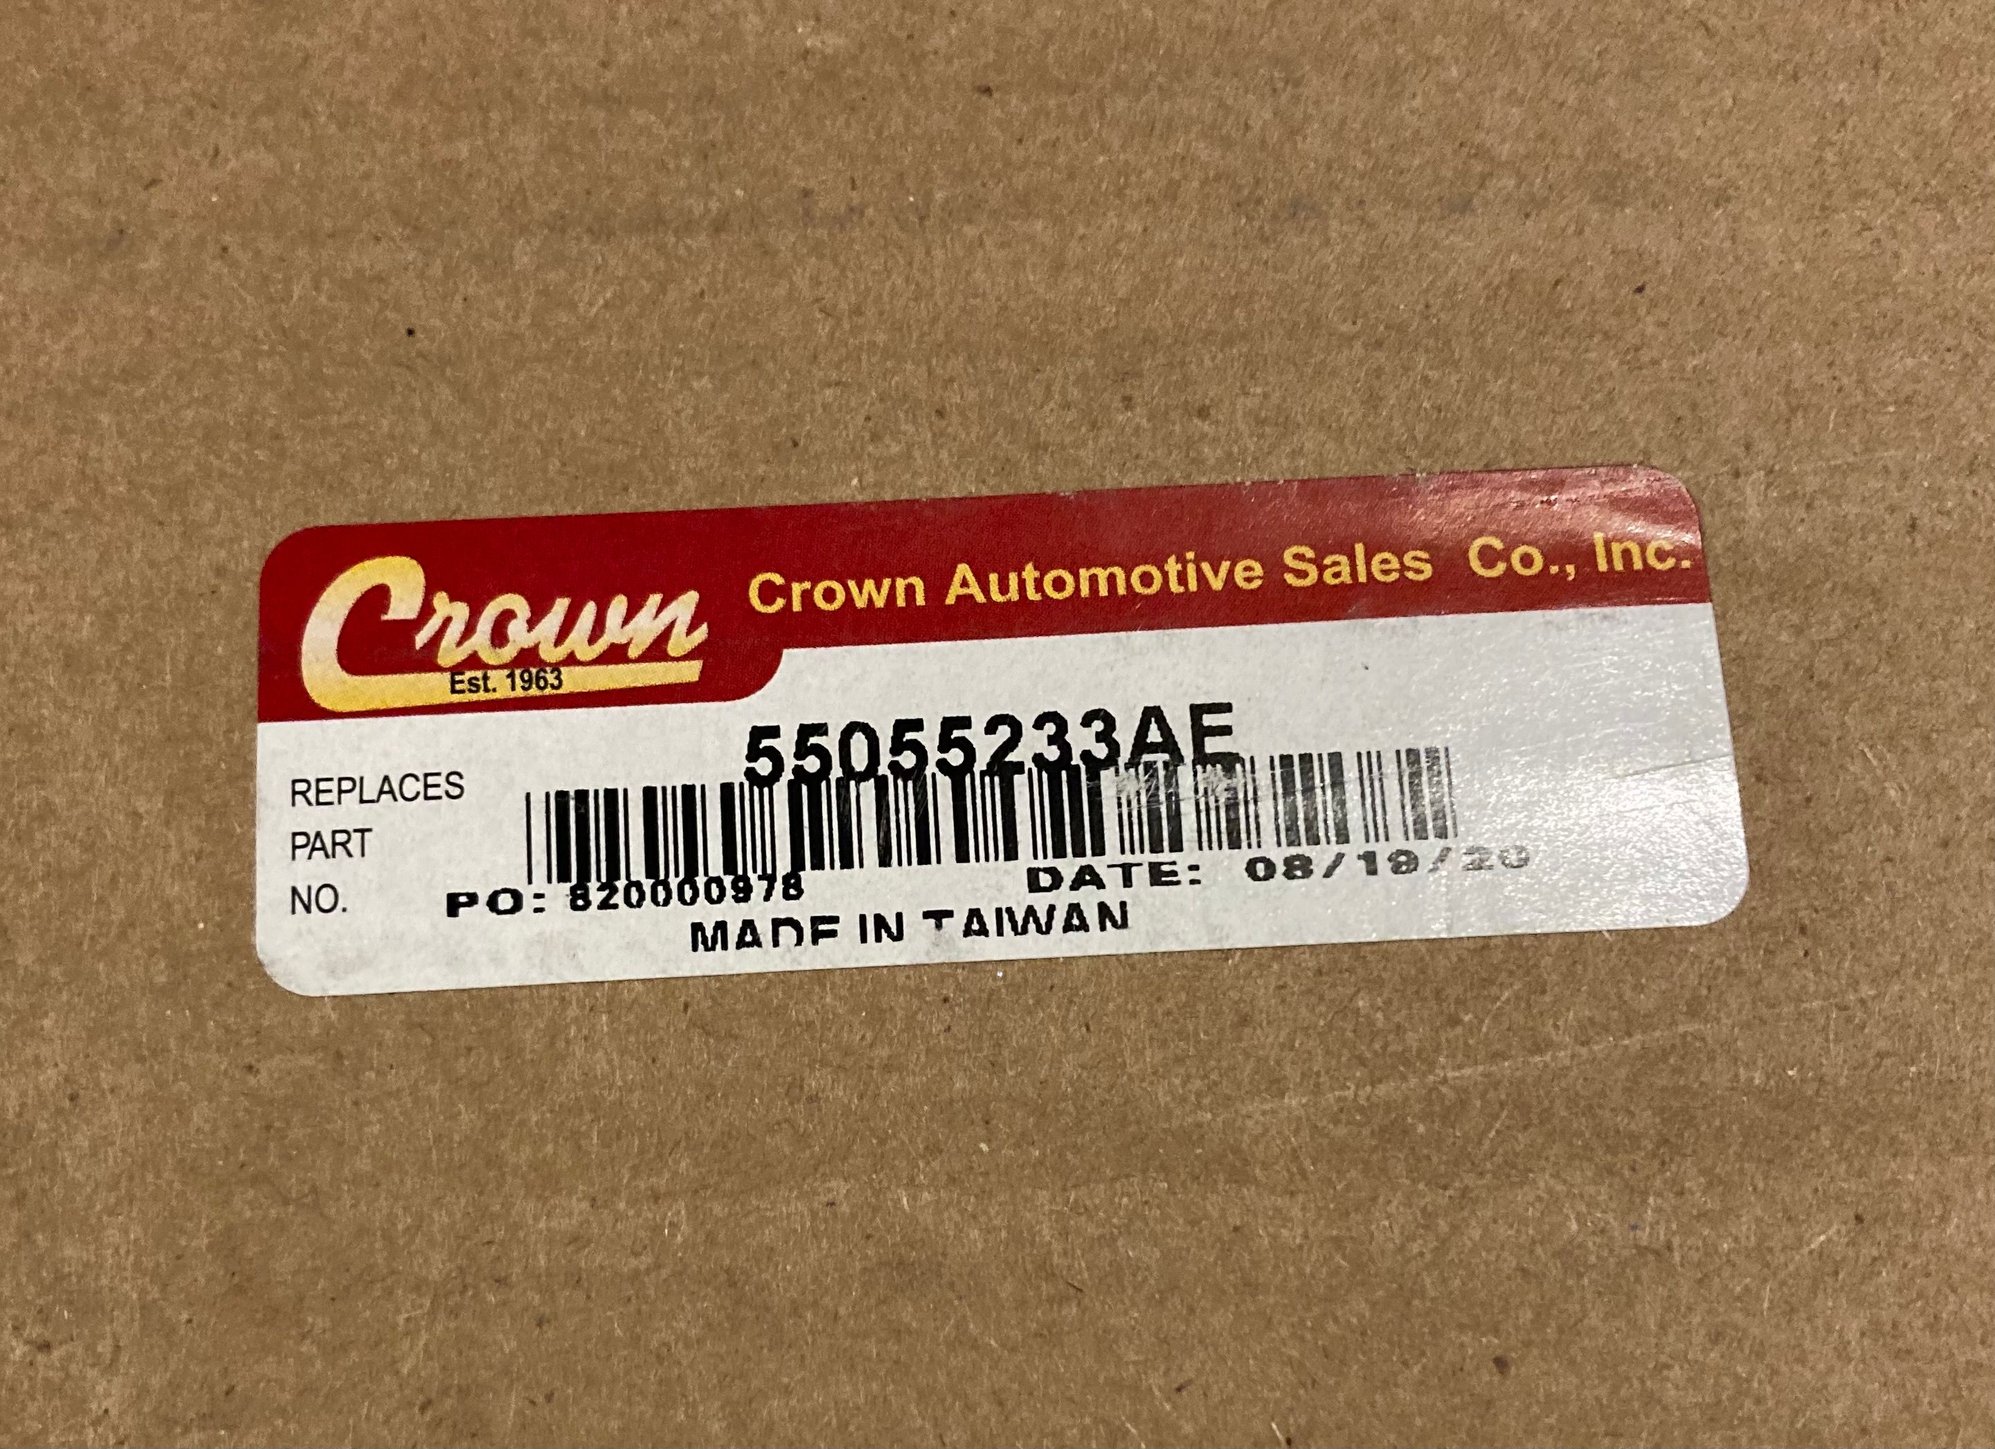 Crown
Est. 1963
Crown Automotive Sales Co., Inc.
55055233AE
REPLACES
PART
NO.
PO: 820000978
DATE: 08/19/20
MADE IN TAIWAN